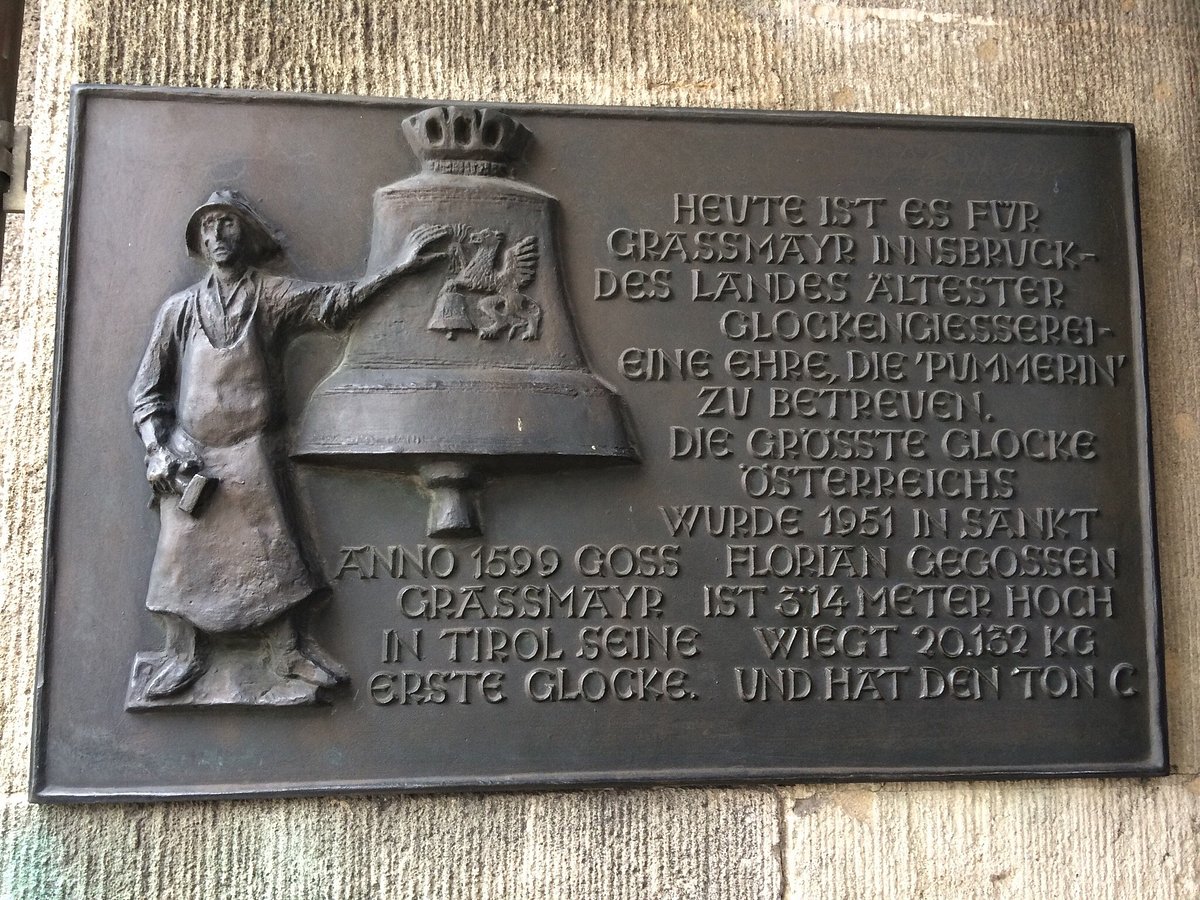 HEUTE IST ES FÜR
GRASSMAYR INNSBRUCK-
DES LANDES ÄLTESTER
GLOCKENGIESSEREI-
EINE EHRE, DIE 'PUMMERIN'
ZU BETREUEN.
DIE GRÖSSTE GLOCKE
ÖSTERREICHS
WURDE 1951 IN SANKT
FLORIAN GEGOSSEN
IST 3'14 METER HOCH
WIEGT 20.132 KG
UND HAT DEN TON C
ANNO 1599 GOSS
GRASSMAYR
IN TIROL SEINE
ERSTE GLOCKE.